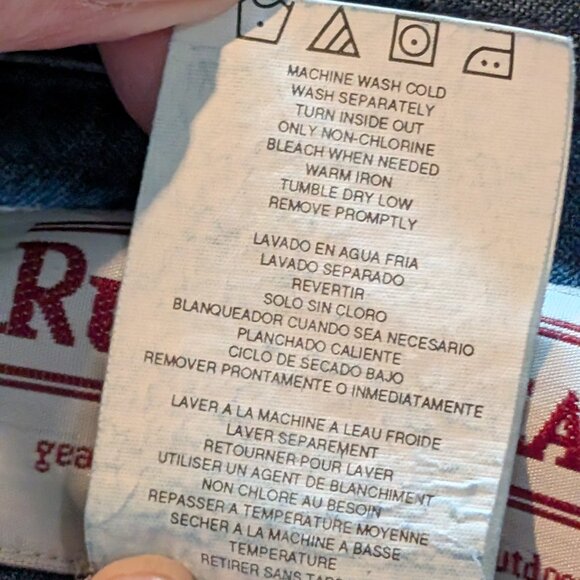 MACHINE WASH COLD
WASH SEPARATELY
TURN INSIDE OUT
ONLY NON-CHLORINE
BLEACH WHEN NEEDED
WARM IRON
TUMBLE DRY LOW
REMOVE PROMPTLY
LAVADO EN AGUA FRIA
LAVADO SEPARADO
REVERTIR
SOLO SIN CLORO
BLANQUEADOR CUANDO SEA NECESARIO
PLANCHADO CALIENTE
CICLO DE SECADO BAJO
REMOVER PRONTAMENTE O INMEDIATAMENTE
LAVER A LA MACHINE A LEAU FROIDE
LAVER SEPAREMENT
RETOURNER POUR LAVER
UTILISER UN AGENT DE BLANCHIMENT
NON CHLORE AU BESOIN
REPASSER A TEMPERATURE MOYENNE
SECHER A LA MACHINE A BASSE
TEMPERATURE
RETIRER SANS